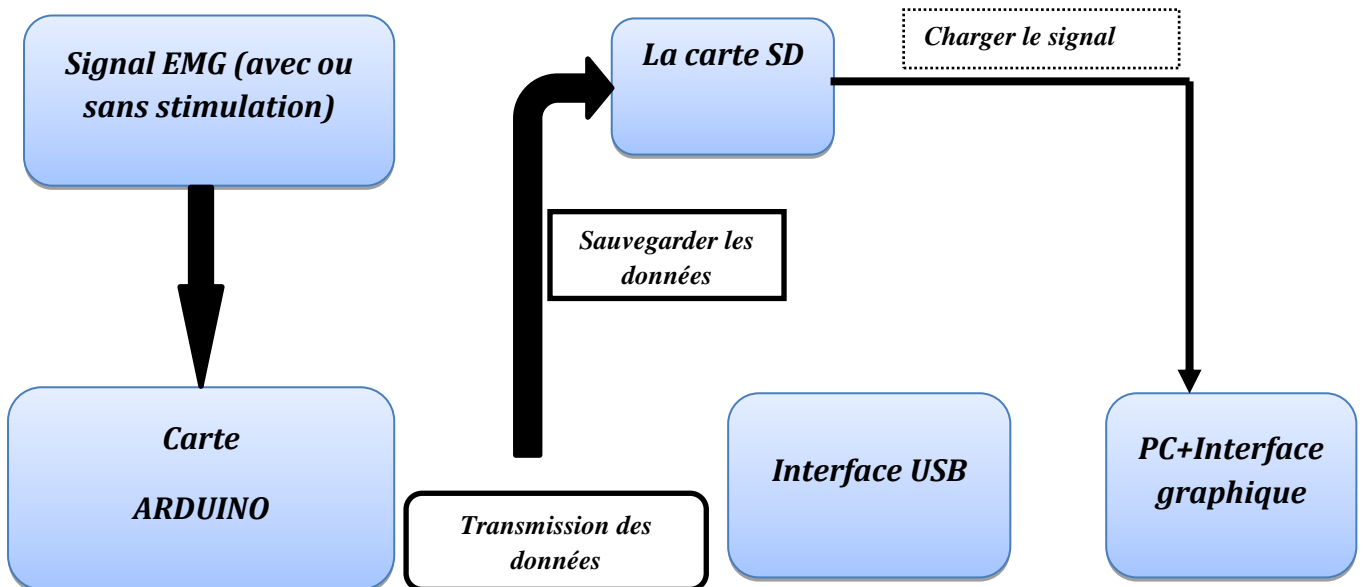 Signal EMG (avec ou
sans stimulation)
La carte SD
Charger le signal
Sauvegarder les
données
Carte
ARDUINO
Transmission des
données
Interface USB
PC+Interface
graphique